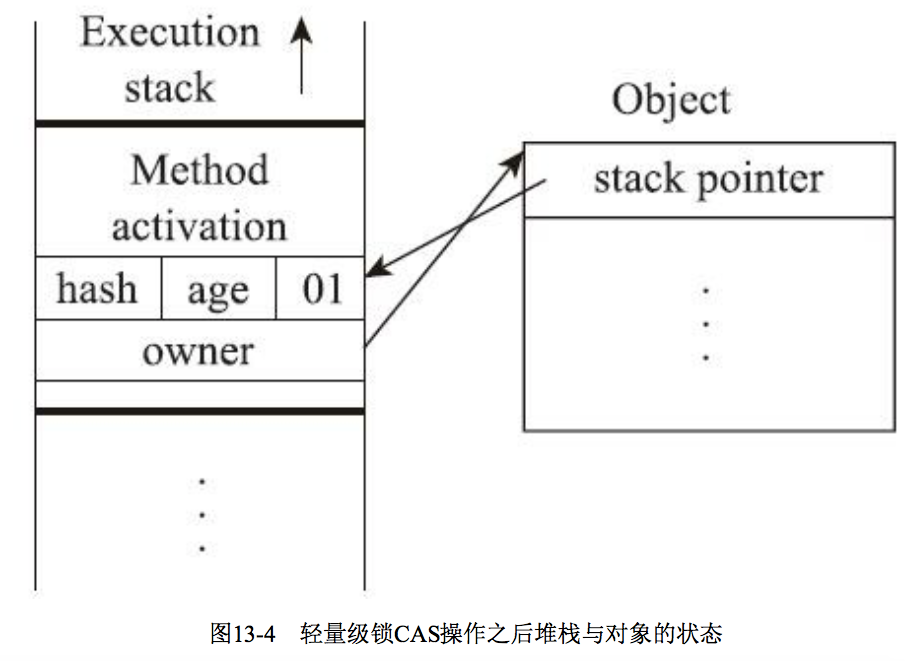 Execution
stack
Method
activation
hash age 01
owner
Object
stack pointer
图13-4 轻量级锁CAS操作之后堆栈与对象的状态